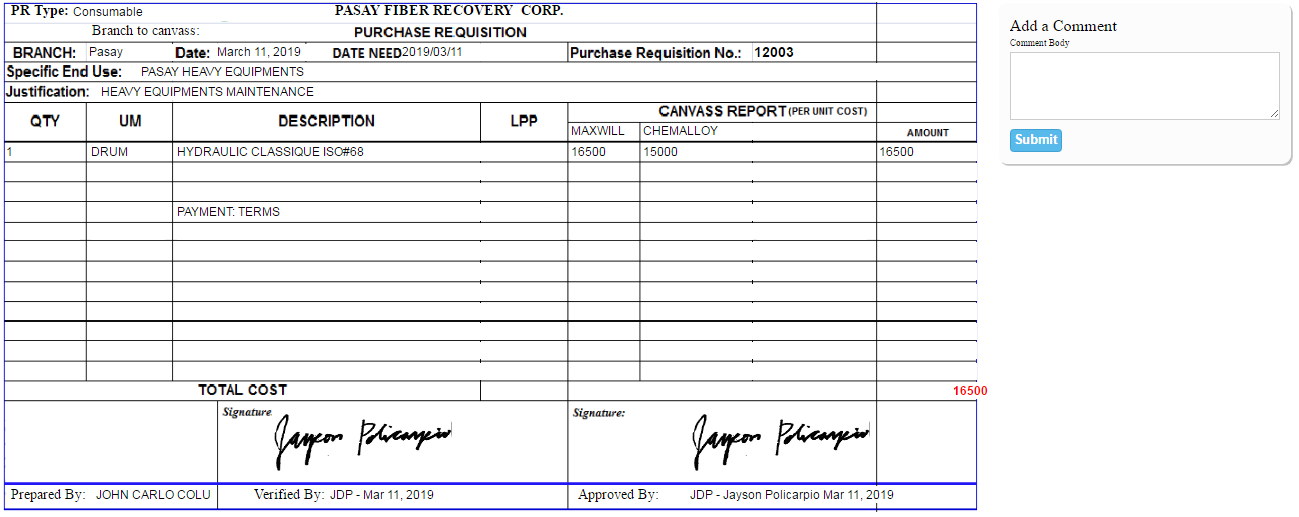 PR Type: Consumable PASAY FIBER RECOVERY CORP.
Branch to canvass: PURCHASE REQUISITION
BRANCH: Pasay Date: March 11, 2019 DATE NEED2019/03/11 Purchase Requisition No.: 12003
Specific End Use: PASAY HEAVY EQUIPMENTS
Justification: HEAVY EQUIPMENTS MAINTENANCE
QTY UM DESCRIPTION LPP CANVASS REPORT (PER UNIT COST)
MAXWILL CHEMALLOY AMOUNT
1 DRUM HYDRAULIC CLASSIQUE ISO#68 16500 15000 16500
PAYMENT: TERMS
TOTAL COST 16500
Signature Jayson Policarpio Signature: Jayson Policarpio
Prepared By: JOHN CARLO COLU Verified By: JDP - Mar 11, 2019 Approved By: JDP - Jayson Policarpio Mar 11, 2019
Add a Comment
Comment Body
Submit